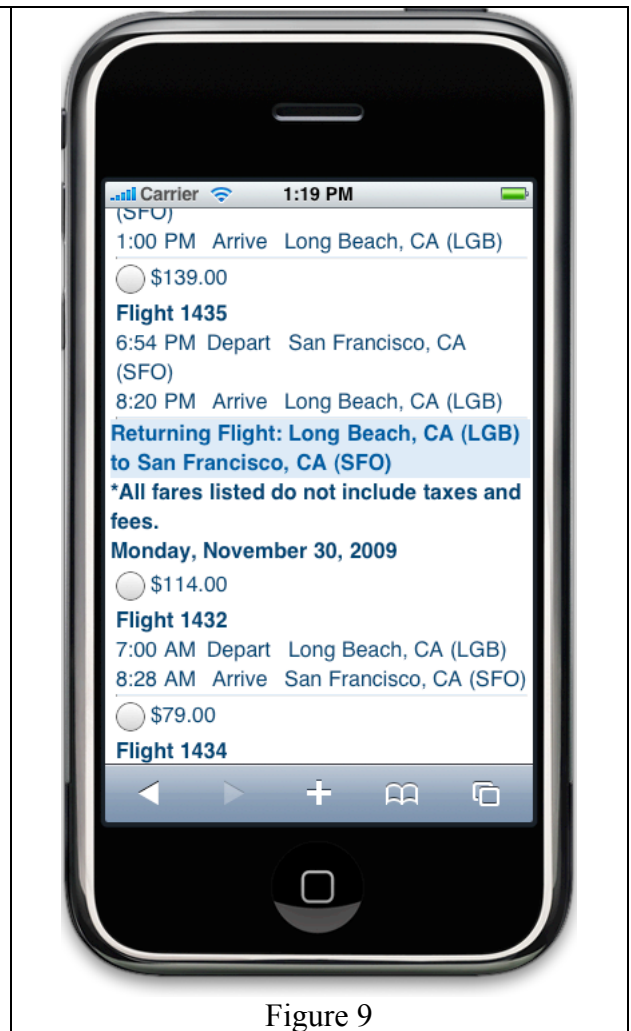 Carrier 1:19 PM
(SFO)
1:00 PM Arrive Long Beach, CA (LGB)
$139.00
Flight 1435
6:54 PM Depart San Francisco, CA
(SFO)
8:20 PM Arrive Long Beach, CA (LGB)
Returning Flight: Long Beach, CA (LGB)
to San Francisco, CA (SFO)
*All fares listed do not include taxes and
fees.
Monday, November 30, 2009
$114.00
Flight 1432
7:00 AM Depart Long Beach, CA (LGB)
8:28 AM Arrive San Francisco, CA (SFO)
$79.00
Flight 1434
Figure 9